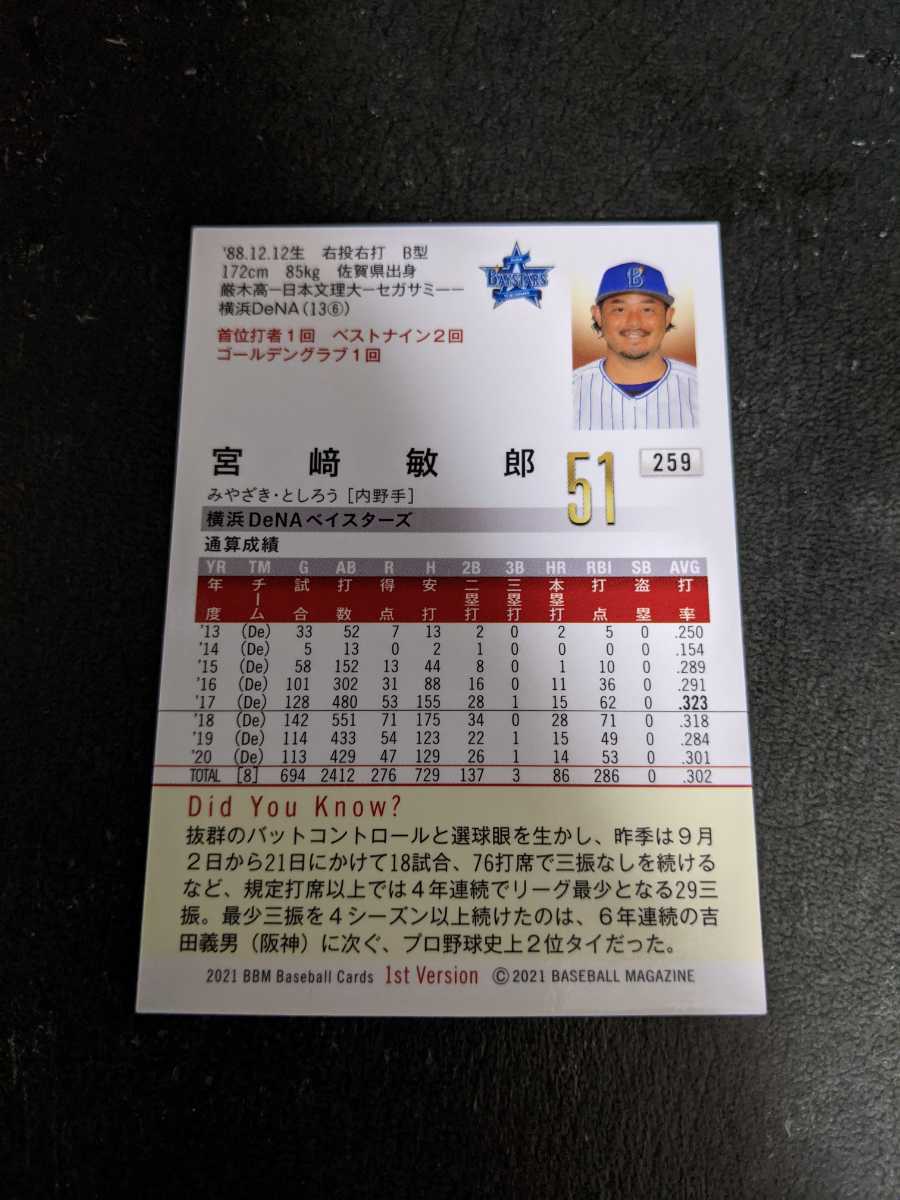 '88.12.12生 右投右打 B型
172cm 85kg 佐賀県出身
厳木高―日本文理大―セガサミー―
横浜DeNA(13⑥)
首位打者1回 ベストナイン2回
ゴールデングラブ1回
BAYSTARS
B
宮﨑敏郎
51
259
みやざき・としろう[内野手]
横浜DeNAベイスターズ
通算成績
YR TM G AB R H 2B 3B HR RBI SB AVG
年度 チーム 試合 打数 得点 安打 二塁打 三塁打 本塁打 打点 盗塁 打率
'13 (De) 33 52 7 13 2 0 2 5 0 .250
'14 (De) 5 13 0 2 1 0 0 0 0 .154
'15 (De) 58 152 13 44 8 0 1 10 0 .289
'16 (De) 101 302 31 88 16 0 11 36 0 .291
'17 (De) 128 480 53 155 28 1 15 62 0 .323
'18 (De) 142 551 71 175 34 0 28 71 0 .318
'19 (De) 114 433 54 123 22 1 15 49 0 .284
'20 (De) 113 429 47 129 26 1 14 53 0 .301
TOTAL [8] 694 2412 276 729 137 3 86 286 0 .302
Did You Know?
抜群のバットコントロールと選球眼を生かし、昨季は9月
2日から21日にかけて18試合、76打席で三振なしを続ける
など、規定打席以上では4年連続でリーグ最少となる29三
振。最少三振を4シーズン以上続けたのは、6年連続の吉
田義男(阪神)に次ぐ、プロ野球史上2位タイだった。
2021 BBM Baseball Cards 1st Version ©2021 BASEBALL MAGAZINE